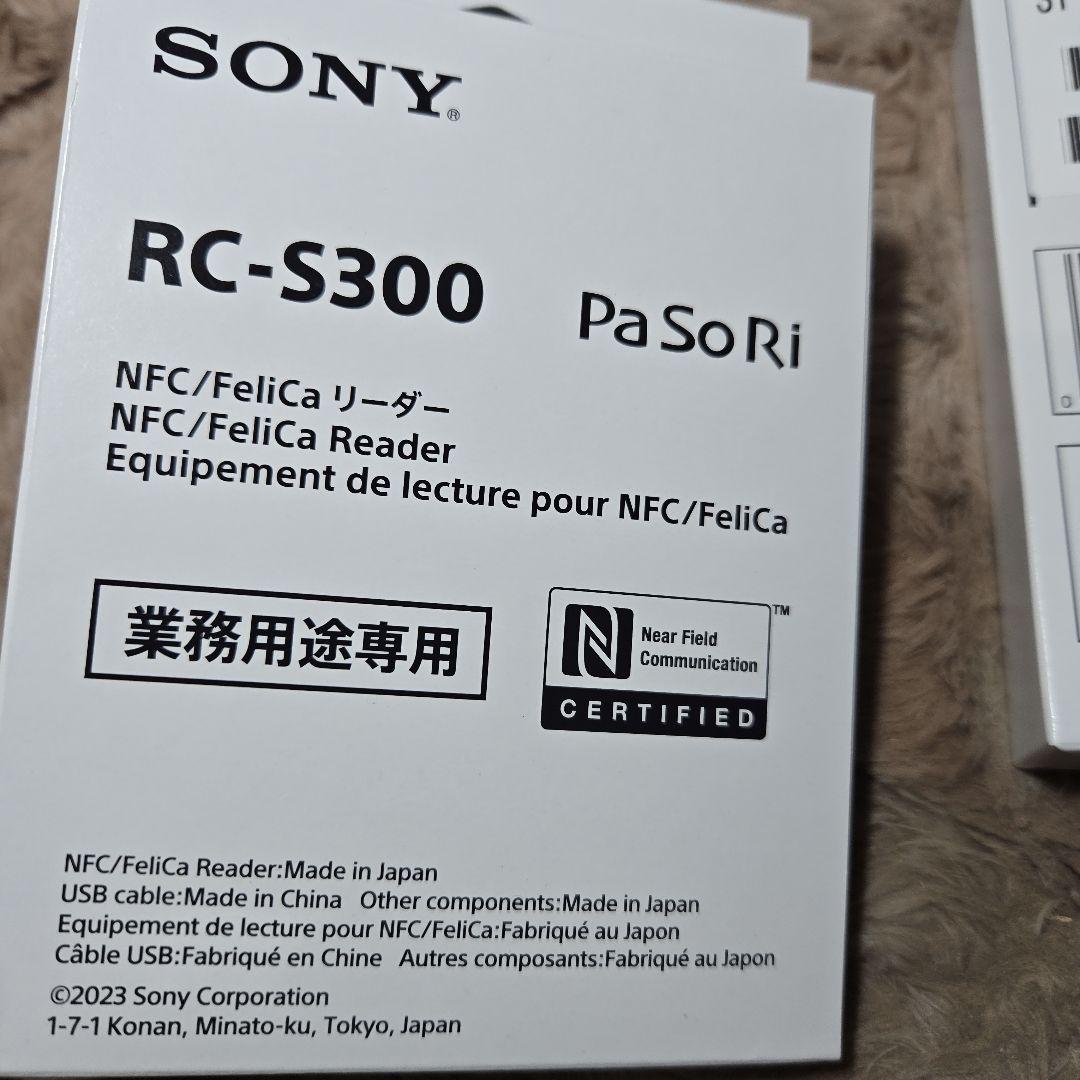 SONY®
RC-S300
PaSoRi
NFC/FeliCa リーダー
NFC/FeliCa Reader
Equipement de lecture pour NFC/FeliCa
業務用途専用
Near Field
Communication
™
CERTIFIED
NFC/FeliCa Reader:Made in Japan
USB cable:Made in China Other components:Made in Japan
Equipement de lecture pour NFC/FeliCa:Fabriqué au Japon
Câble USB:Fabriqué en Chine Autres composants:Fabriqué au Japon
©2023 Sony Corporation
1-7-1 Konan, Minato-ku, Tokyo, Japan